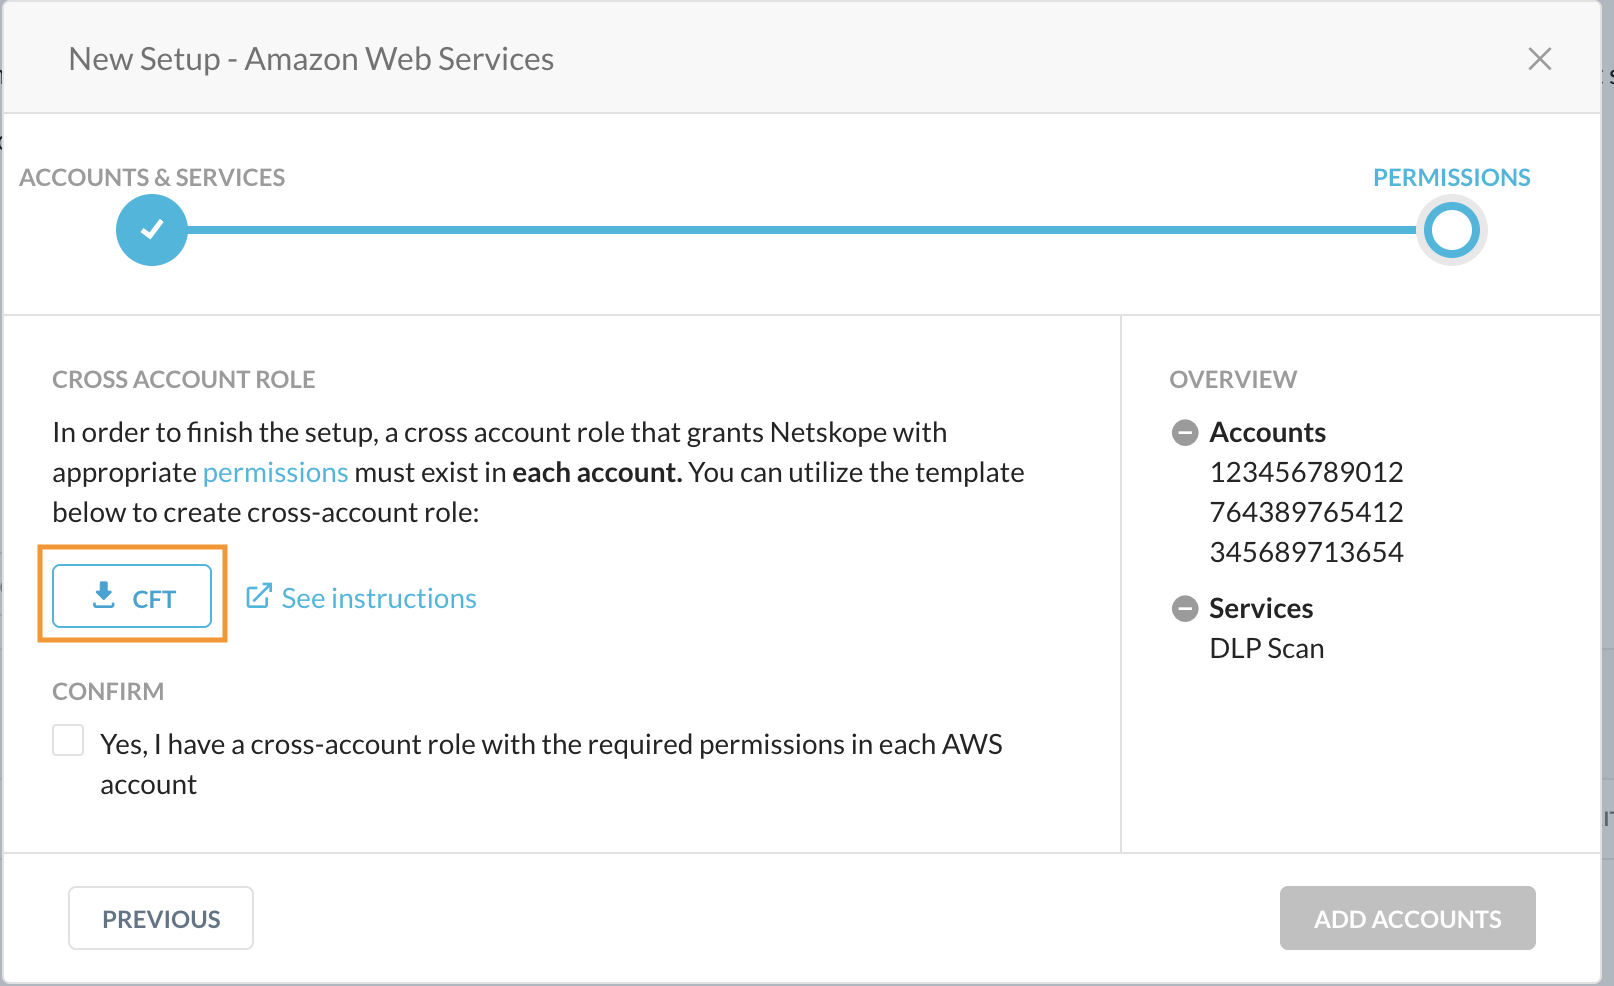 New Setup - Amazon Web Services
ACCOUNTS & SERVICES
PERMISSIONS
CROSS ACCOUNT ROLE
In order to finish the setup, a cross account role that grants Netskope with
appropriate permissions must exist in each account. You can utilize the template
below to create cross-account role:
CFT
See instructions
CONFIRM
Yes, I have a cross-account role with the required permissions in each AWS
account
OVERVIEW
Accounts
123456789012
764389765412
345689713654
Services
DLP Scan
PREVIOUS
ADD ACCOUNTS